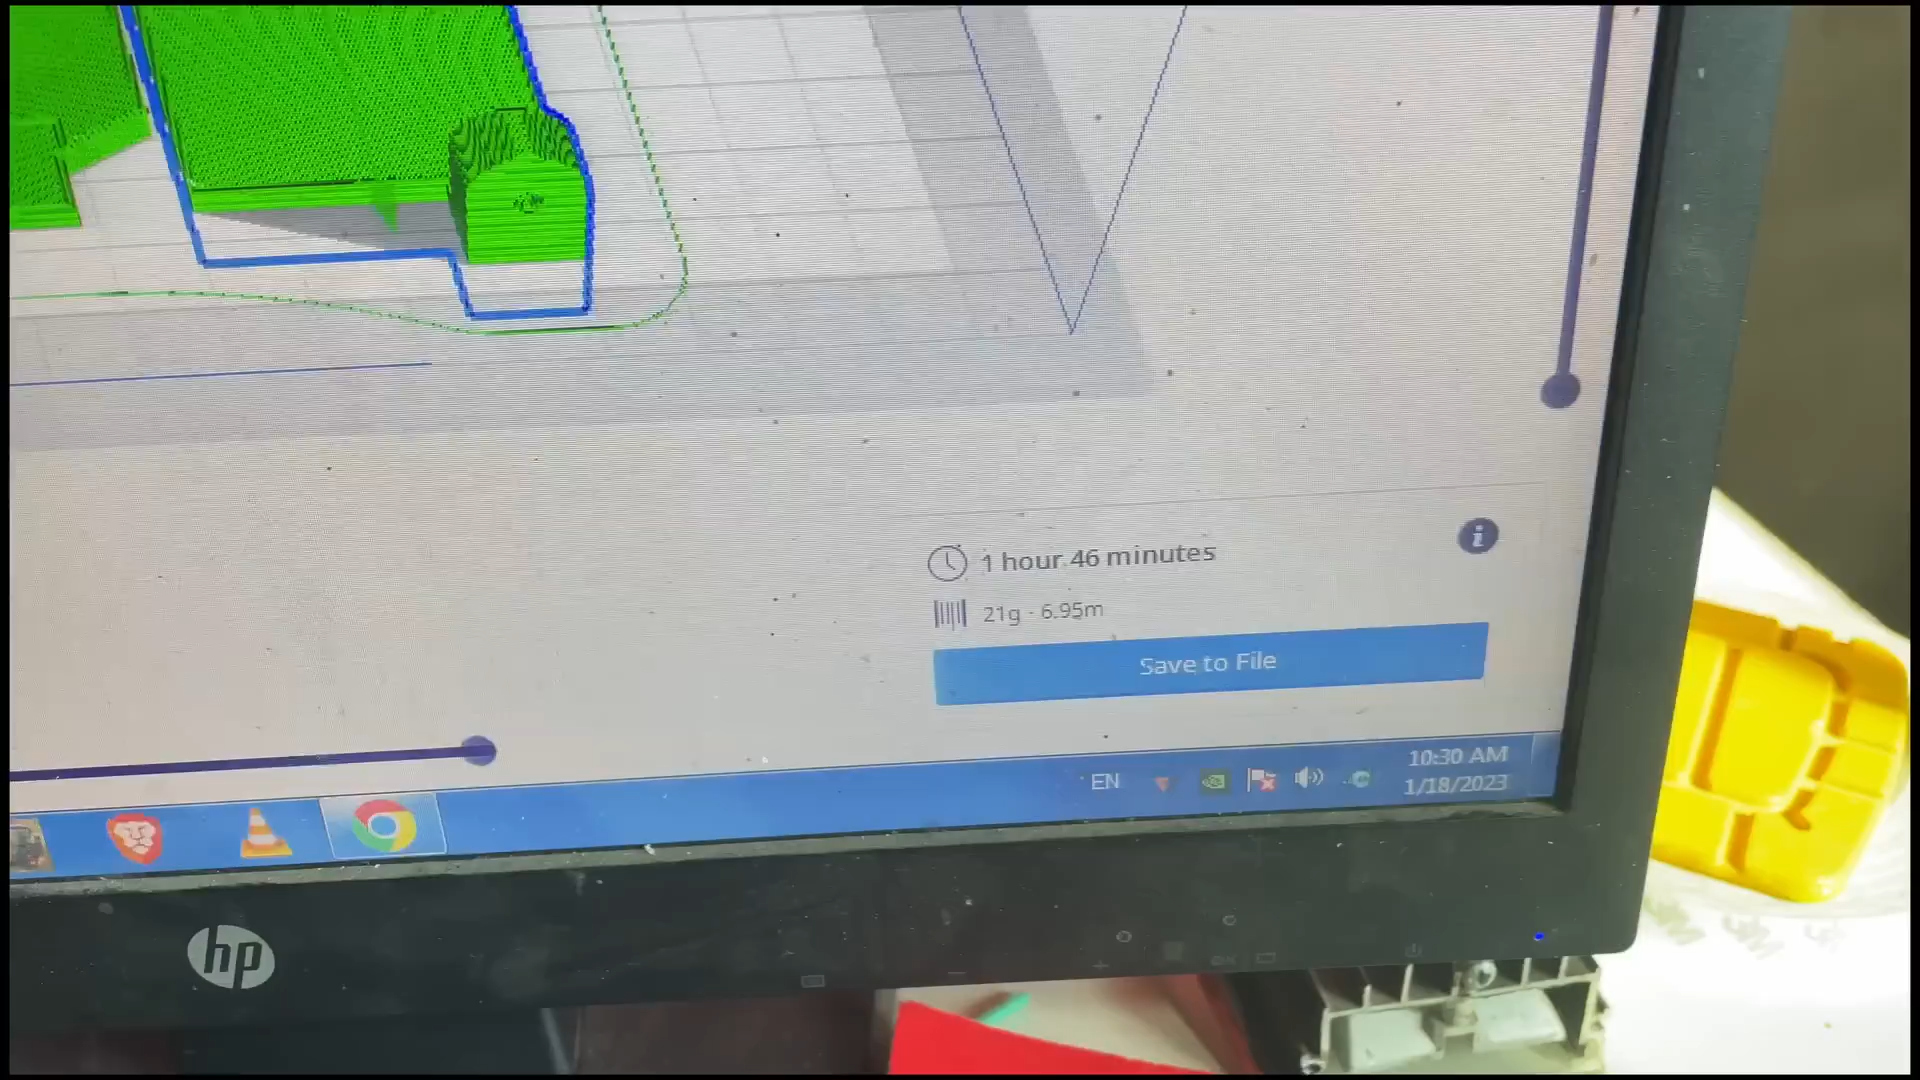 1 hour 46 minutes
21g - 6.95m
Save to File
EN
10:30 AM
1/18/2023
hp